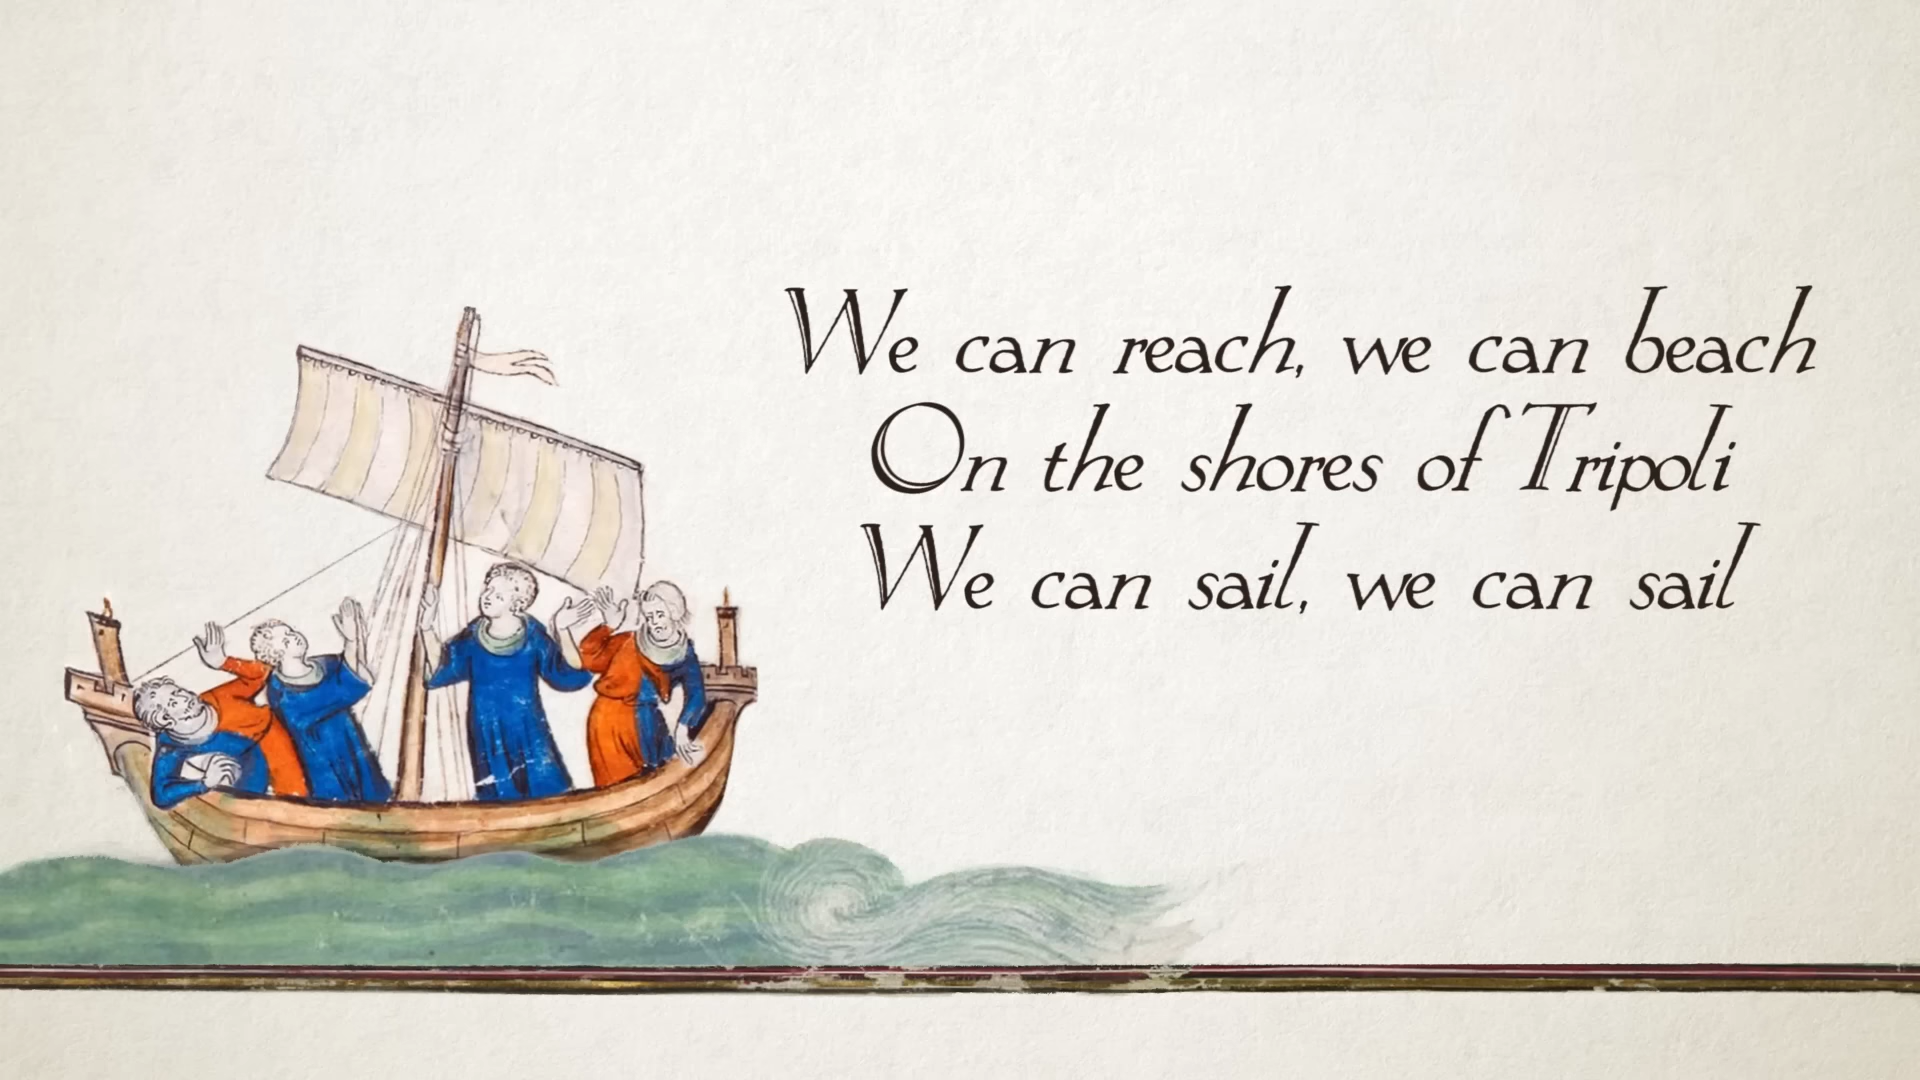 We can reach, we can beach
On the shores of Tripoli
We can sail, we can sail